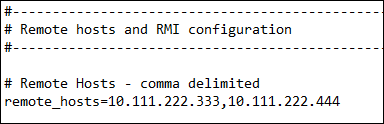 #-----------------------------------------------
# Remote hosts and RMI configuration
#-----------------------------------------------
# Remote Hosts - comma delimited
remote_hosts=10.111.222.333,10.111.222.444